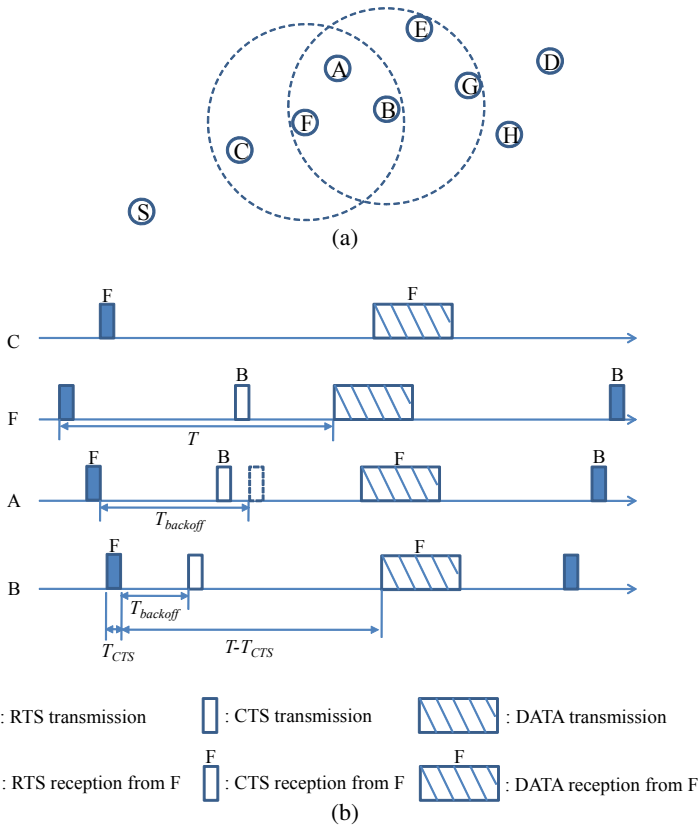 E
A
D
G
B
F
H
C
S
(a)
F
F
C
B
B
F
T
F
B
F
B
A
T_backoff
F
F
B
T_backoff
T_CTS
T-T_CTS
: RTS transmission
: CTS transmission
: DATA transmission
F
F
: RTS reception from F
: CTS reception from F
: DATA reception from F
(b)